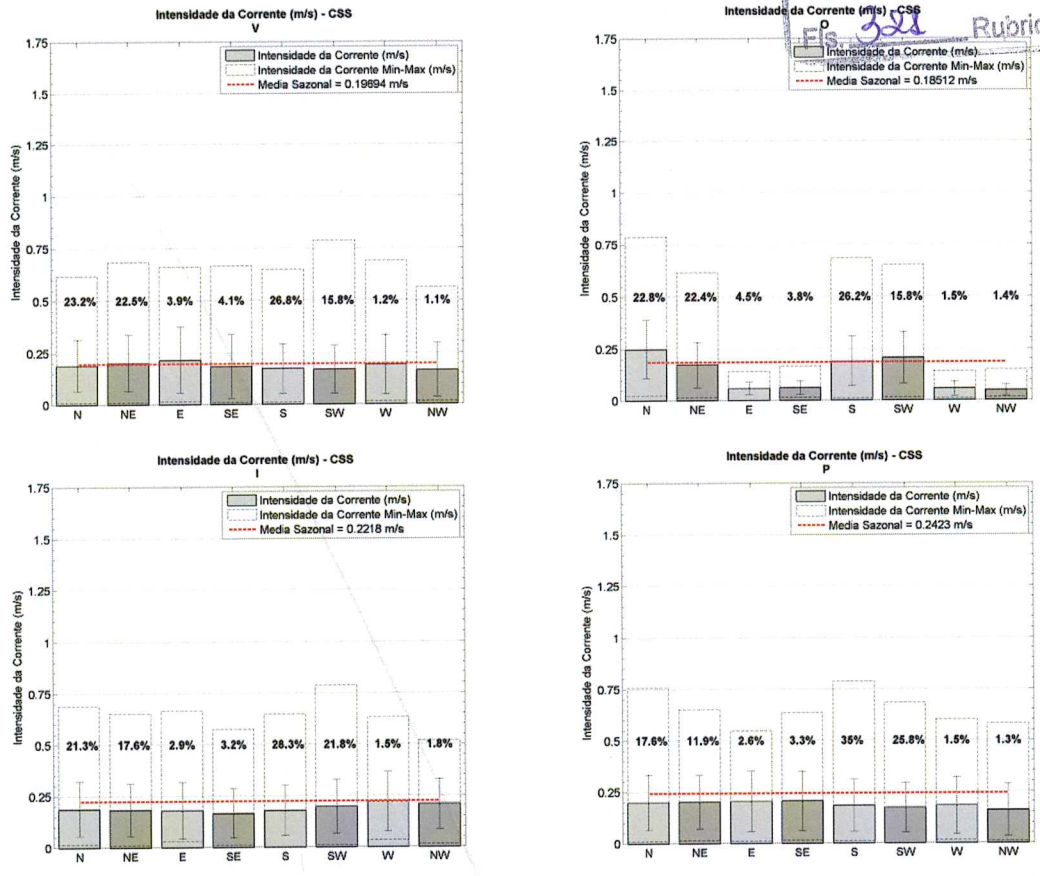 Intensidade da Corrente (m/s) - CSS
V
Intensidade da Corrente (m/s)
Intensidade da Corrente Min-Max (m/s)
Media Sazonal = 0.19694 m/s
Intensidade da Corrente (m/s)
1.75
1.5
1.25
1
0.75
0.5
0.25
0
23.2% 22.5% 3.9% 4.1% 26.8% 15.8% 1.2% 1.1%
N NE E SE S SW W NW
Intensidade da Corrente (m/s) - CSS
O
Fls. 321 Rubric
Intensidade da Corrente (m/s)
Intensidade da Corrente Min-Max (m/s)
Media Sazonal = 0.18512 m/s
Intensidade da Corrente (m/s)
1.75
1.5
1.25
1
0.75
0.5
0.25
0
22.8% 22.4% 4.5% 3.8% 26.2% 15.8% 1.5% 1.4%
N NE E SE S SW W NW
Intensidade da Corrente (m/s) - CSS
I
Intensidade da Corrente (m/s)
Intensidade da Corrente Min-Max (m/s)
Media Sazonal = 0.2218 m/s
Intensidade da Corrente (m/s)
1.75
1.5
1.25
1
0.75
0.5
0.25
0
21.3% 17.6% 2.9% 3.2% 28.3% 21.8% 1.5% 1.8%
N NE E SE S SW W NW
Intensidade da Corrente (m/s) - CSS
P
Intensidade da Corrente (m/s)
Intensidade da Corrente Min-Max (m/s)
Media Sazonal = 0.2423 m/s
Intensidade da Corrente (m/s)
1.75
1.5
1.25
1
0.75
0.5
0.25
0
17.6% 11.9% 2.6% 3.3% 35% 25.8% 1.5% 1.3%
N NE E SE S SW W NW